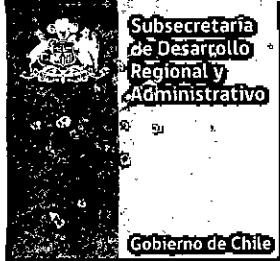 Subsecretaría
de Desarrollo
Regional y
Administrativo
Gobierno de Chile